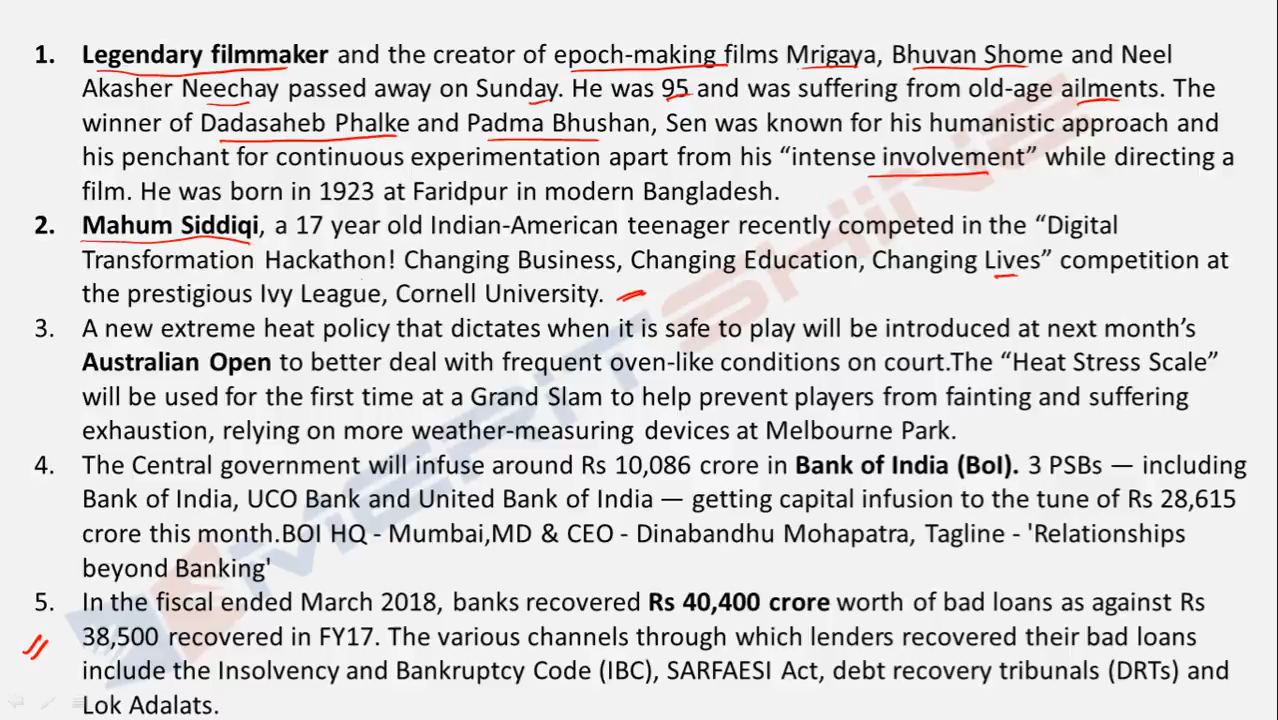 1. Legendary filmmaker and the creator of epoch-making films Mrigaya, Bhuvan Shome and Neel
Akasher Neechay passed away on Sunday. He was 95 and was suffering from old-age ailments. The
winner of Dadasaheb Phalke and Padma Bhushan, Sen was known for his humanistic approach and
his penchant for continuous experimentation apart from his “intense involvement” while directing a
film. He was born in 1923 at Faridpur in modern Bangladesh.
2. Mahum Siddiqi, a 17 year old Indian-American teenager recently competed in the “Digital
Transformation Hackathon! Changing Business, Changing Education, Changing Lives” competition at
the prestigious Ivy League, Cornell University.
3. A new extreme heat policy that dictates when it is safe to play will be introduced at next month’s
Australian Open to better deal with frequent oven-like conditions on court.The “Heat Stress Scale”
will be used for the first time at a Grand Slam to help prevent players from fainting and suffering
exhaustion, relying on more weather-measuring devices at Melbourne Park.
4. The Central government will infuse around Rs 10,086 crore in Bank of India (BoI). 3 PSBs — including
Bank of India, UCO Bank and United Bank of India — getting capital infusion to the tune of Rs 28,615
crore this month.BOI HQ - Mumbai,MD & CEO - Dinabandhu Mohapatra, Tagline - 'Relationships
beyond Banking'
5. In the fiscal ended March 2018, banks recovered Rs 40,400 crore worth of bad loans as against Rs
38,500 recovered in FY17. The various channels through which lenders recovered their bad loans
include the Insolvency and Bankruptcy Code (IBC), SARFAESI Act, debt recovery tribunals (DRTs) and
Lok Adalats.
MERITSHINE